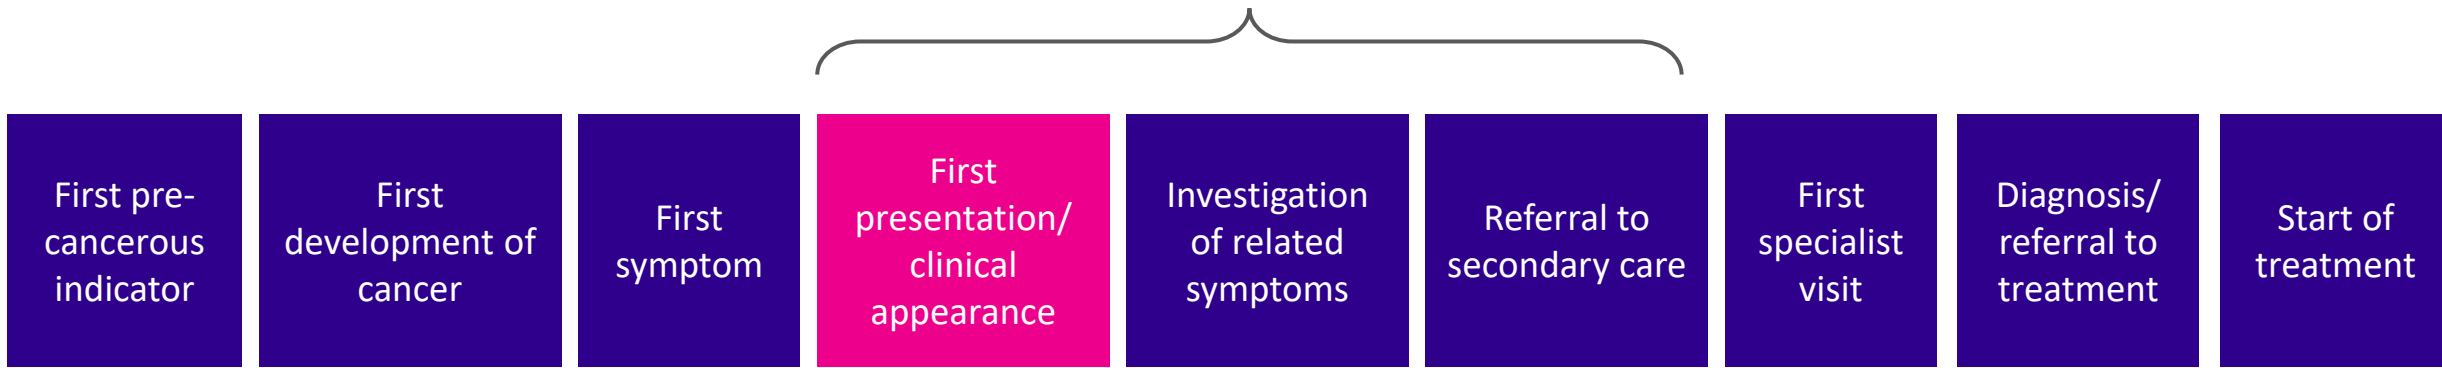 First pre-
cancerous
indicator
First
development of
cancer
First
symptom
First
presentation/
clinical
appearance
Investigation
of related
symptoms
Referral to
secondary care
First
specialist
visit
Diagnosis/
referral to
treatment
Start of
treatment